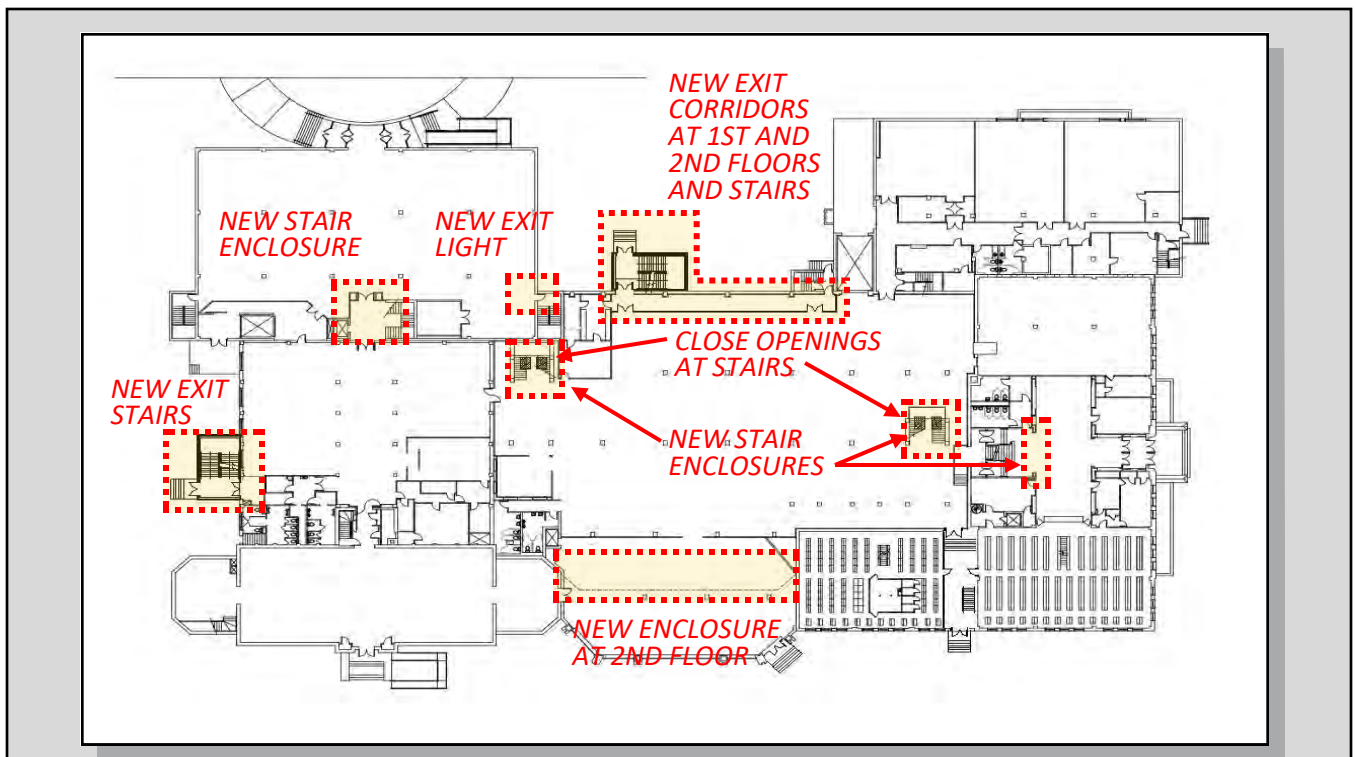 NEW EXIT
CORRIDORS
AT 1ST AND
2ND FLOORS
AND STAIRS
NEW STAIR
ENCLOSURE
NEW EXIT
LIGHT
CLOSE OPENINGS
AT STAIRS
NEW EXIT
STAIRS
NEW STAIR
ENCLOSURES
NEW ENCLOSURE
AT 2ND FLOOR